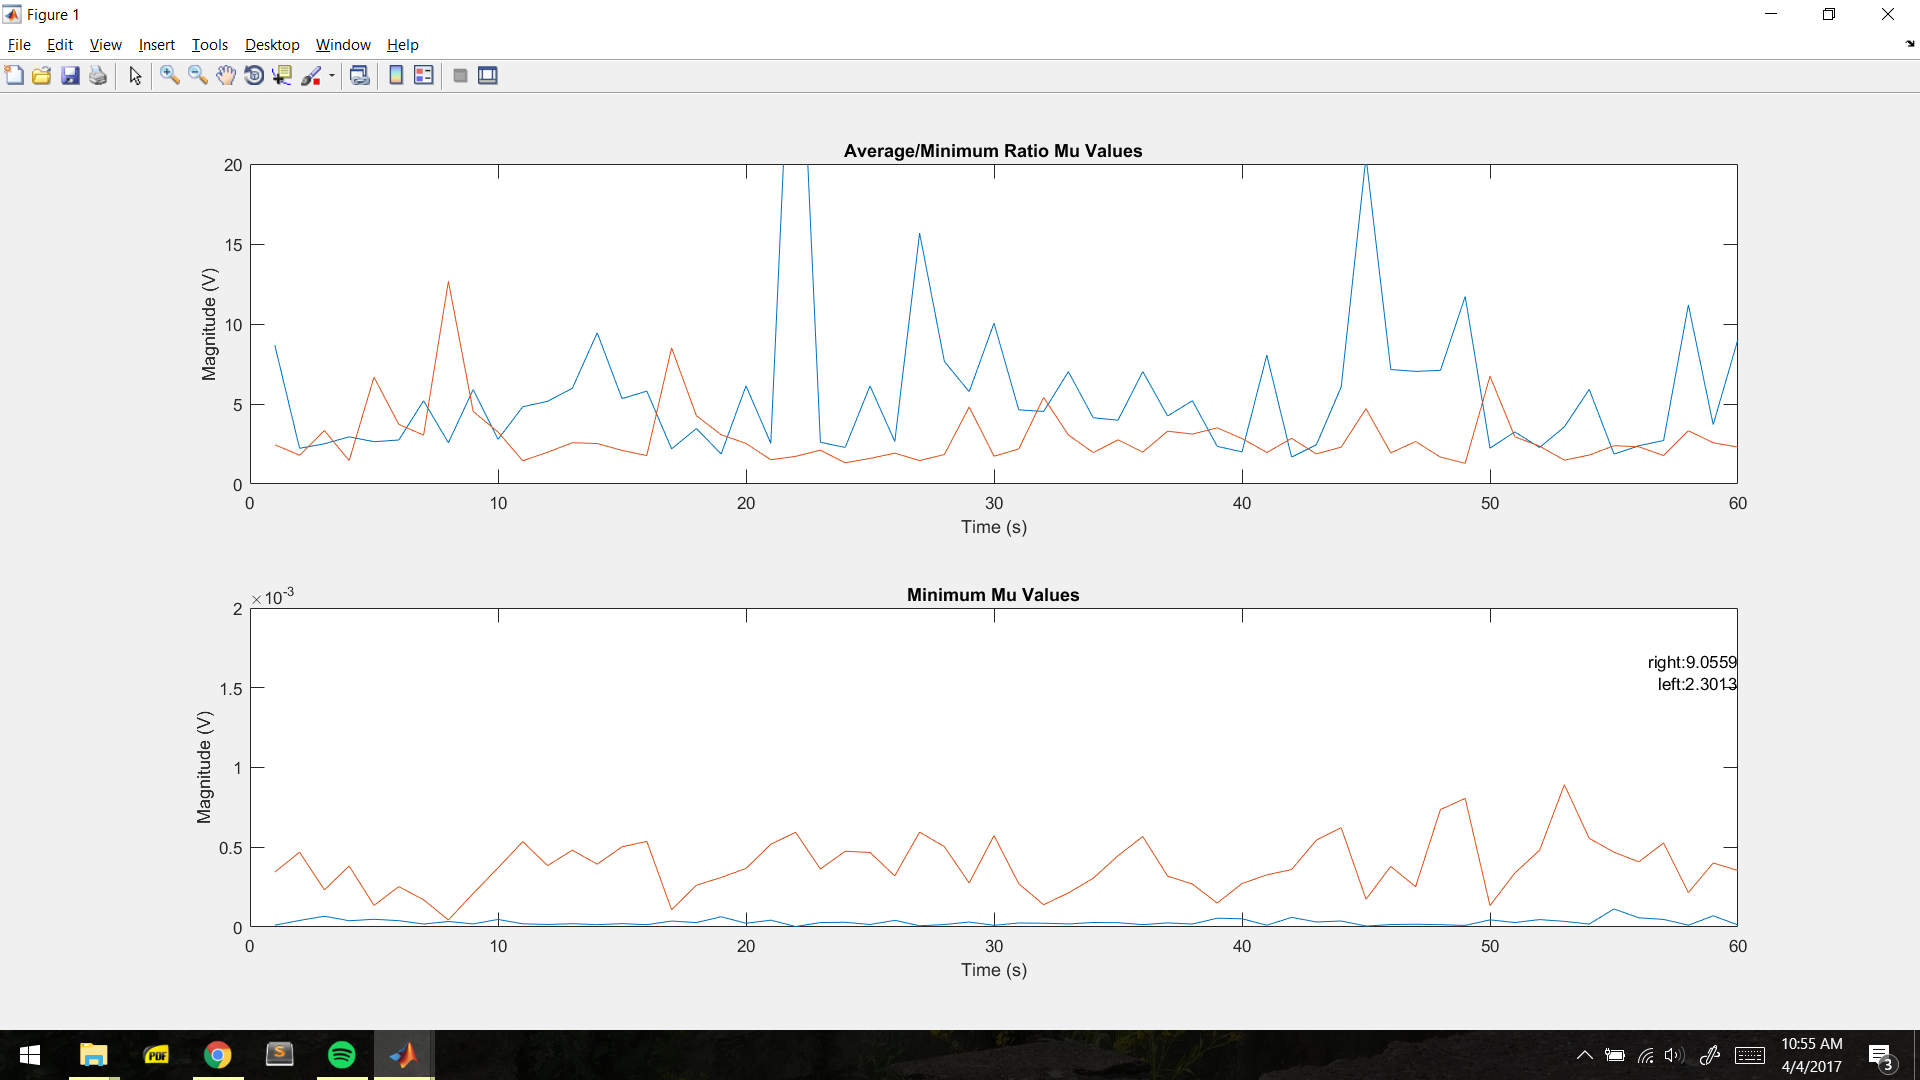 Figure 1
File Edit View Insert Tools Desktop Window Help
Average/Minimum Ratio Mu Values
20
15
10
5
0
Magnitude (V)
0 10 20 30 40 50 60
Time (s)
×10-3
Minimum Mu Values
2
1.5
1
0.5
0
Magnitude (V)
right:9.0559
left:2.3013
0 10 20 30 40 50 60
Time (s)
PDF
S
10:55 AM
4/4/2017
3